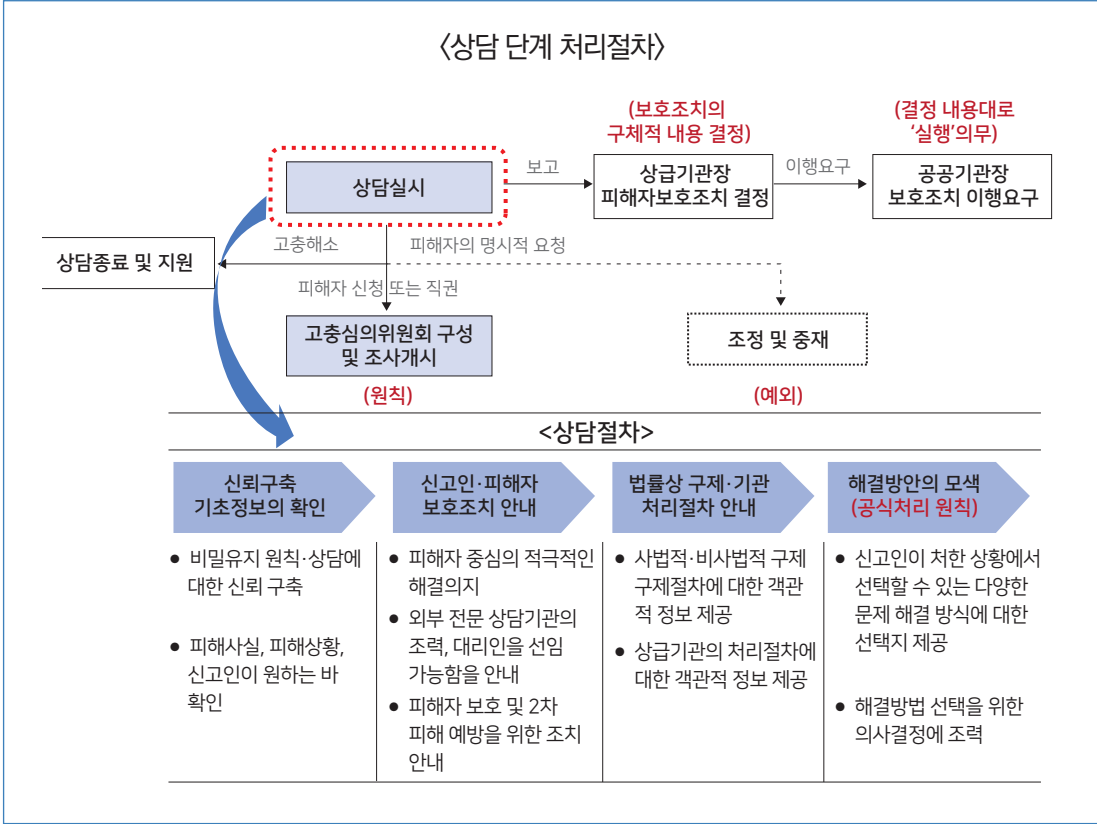 〈상담 단계 처리절차〉
(보호조치의
구체적 내용 결정)
(결정 내용대로
‘실행’의무)
상담실시
보고
상급기관장
피해자보호조치 결정
이행요구
공공기관장
보호조치 이행요구
고충해소
피해자의 명시적 요청
상담종료 및 지원
피해자 신청 또는 직권
고충심의위원회 구성
및 조사개시
조정 및 중재
(원칙)
(예외)
<상담절차>
신뢰구축
기초정보의 확인
신고인·피해자
보호조치 안내
법률상 구제·기관
처리절차 안내
해결방안의 모색
(공식처리 원칙)
● 비밀유지 원칙·상담에
대한 신뢰 구축
● 피해사실, 피해상황,
신고인이 원하는 바
확인
● 피해자 중심의 적극적인
해결의지
● 외부 전문 상담기관의
조력, 대리인을 선임
가능함을 안내
● 피해자 보호 및 2차
피해 예방을 위한 조치
안내
● 사법적·비사법적 구제
구제절차에 대한 객관
적 정보 제공
● 상급기관의 처리절차에
대한 객관적 정보 제공
● 신고인이 처한 상황에서
선택할 수 있는 다양한
문제 해결 방식에 대한
선택지 제공
● 해결방법 선택을 위한
의사결정에 조력